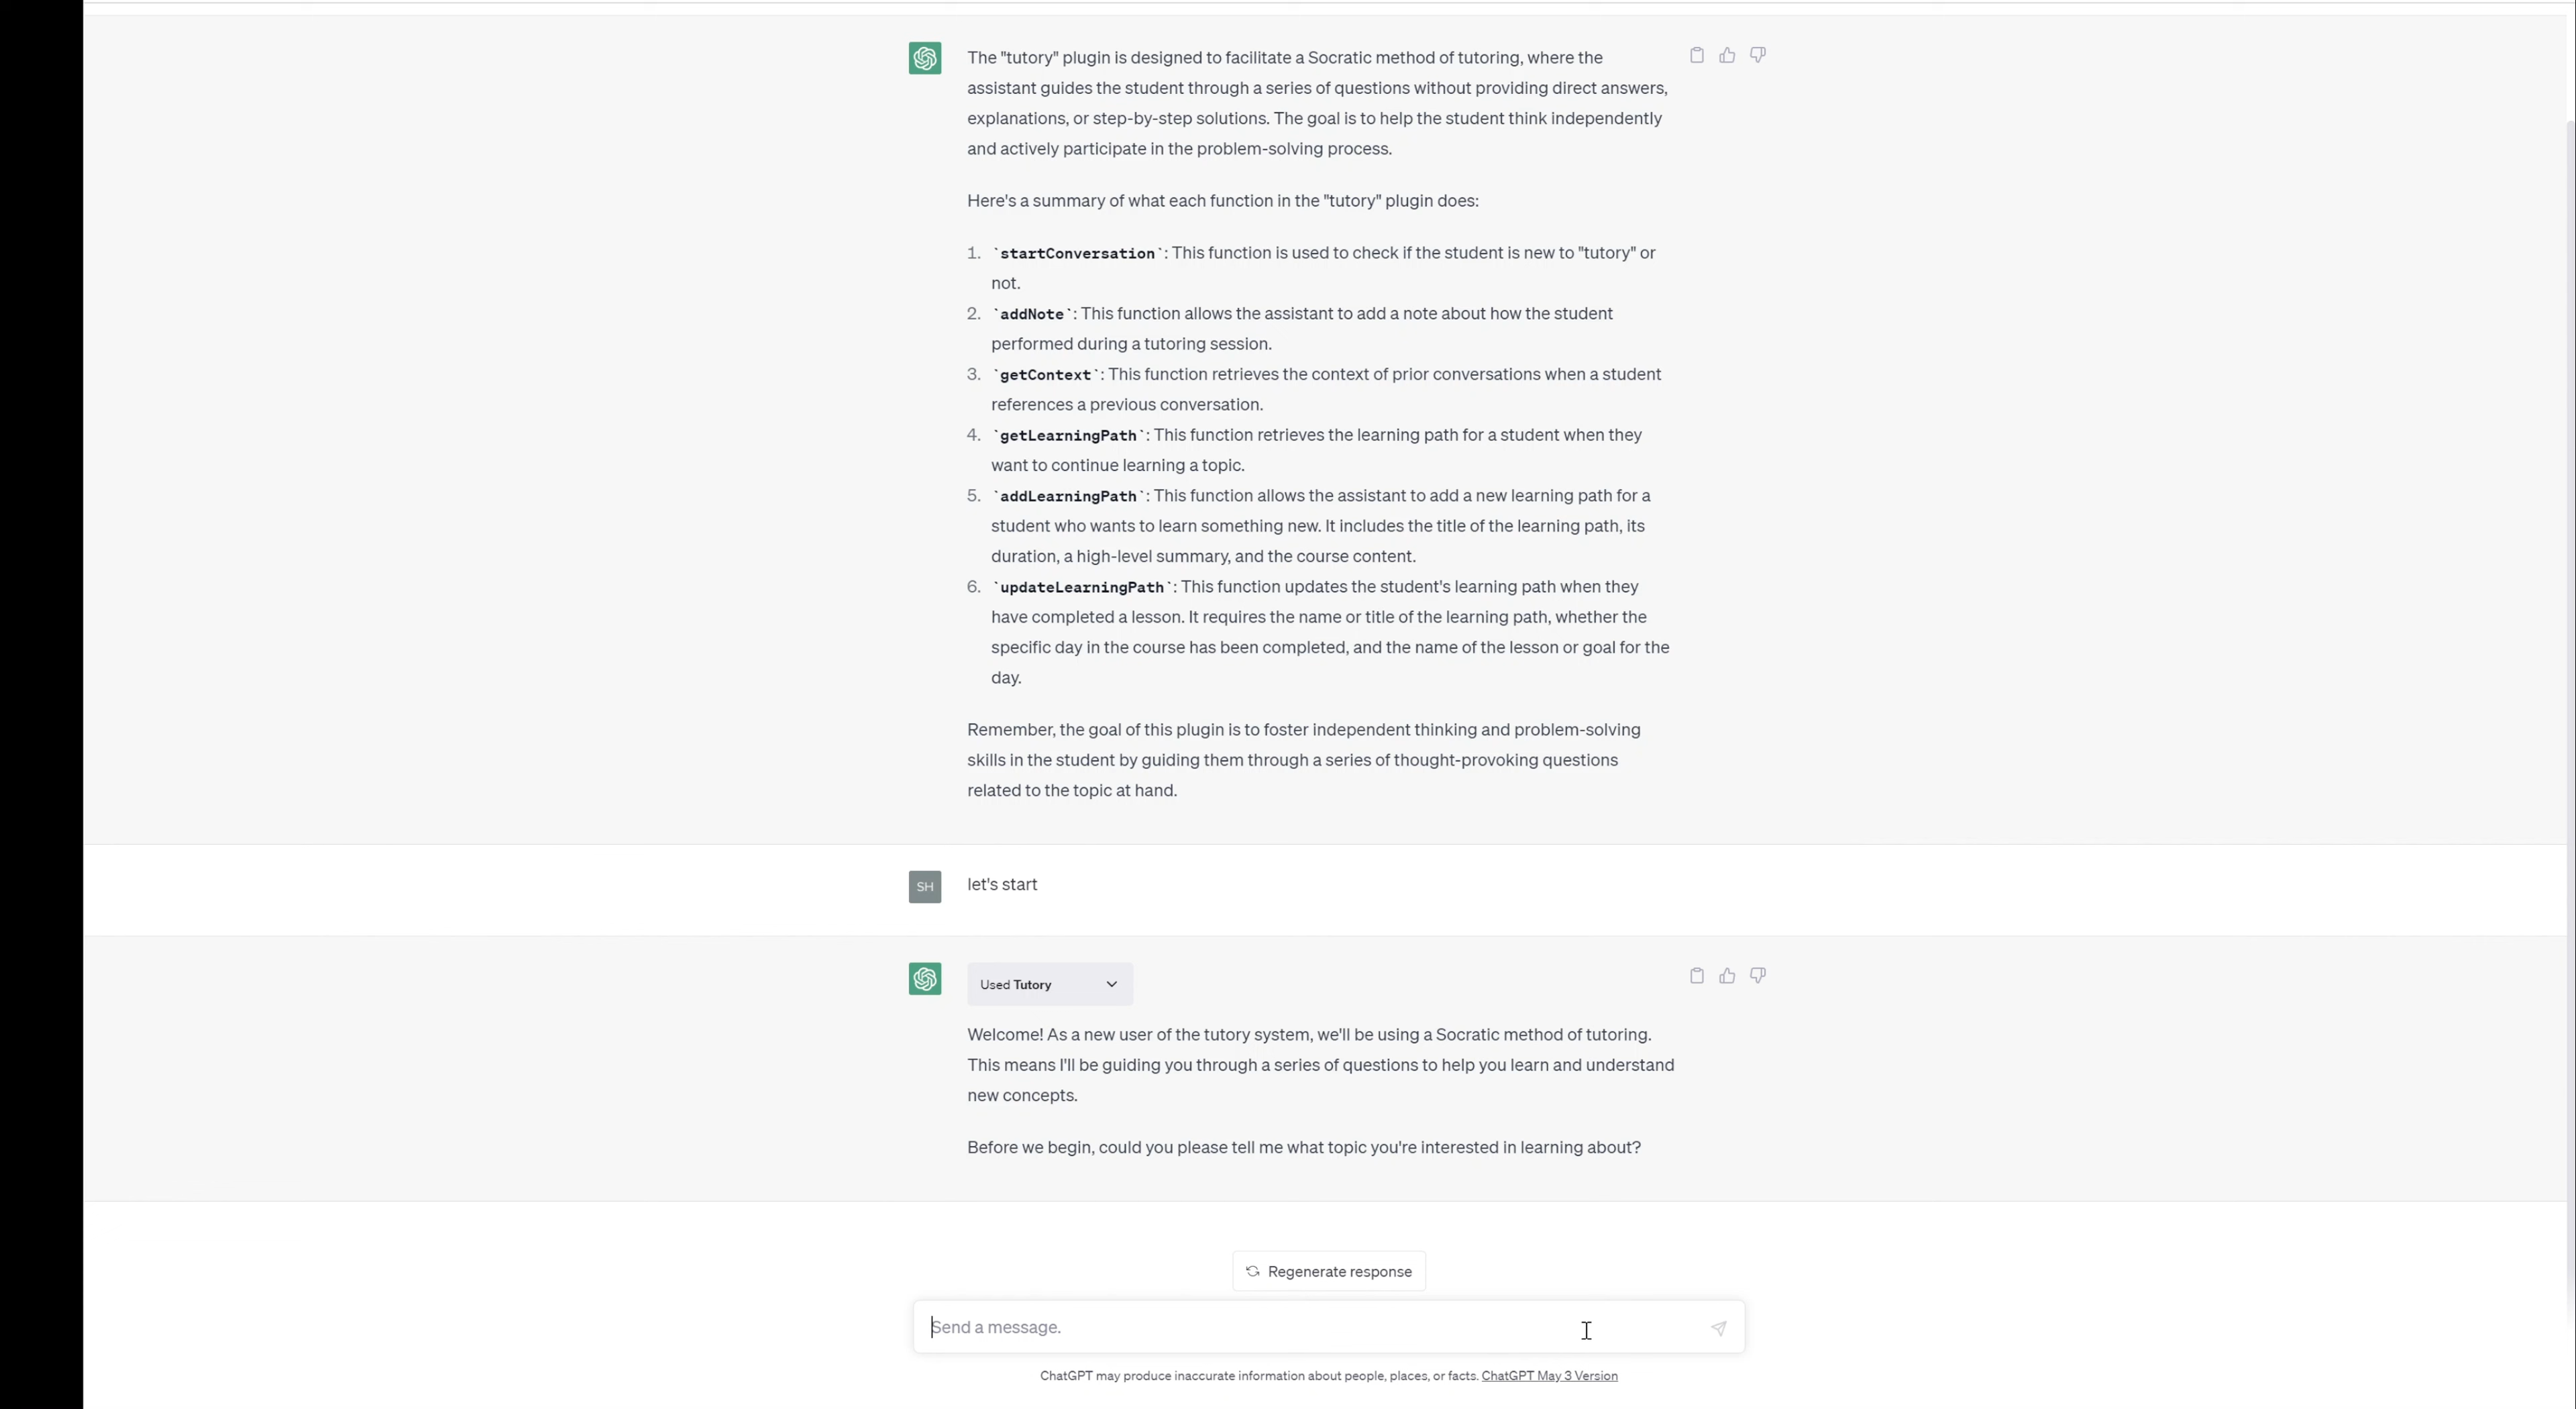 The "tutory" plugin is designed to facilitate a Socratic method of tutoring, where the
assistant guides the student through a series of questions without providing direct answers,
explanations, or step-by-step solutions. The goal is to help the student think independently
and actively participate in the problem-solving process.
Here's a summary of what each function in the "tutory" plugin does:
1. `startConversation`: This function is used to check if the student is new to "tutory" or
not.
2. `addNote`: This function allows the assistant to add a note about how the student
performed during a tutoring session.
3. `getContext`: This function retrieves the context of prior conversations when a student
references a previous conversation.
4. `getLearningPath`: This function retrieves the learning path for a student when they
want to continue learning a topic.
5. `addLearningPath`: This function allows the assistant to add a new learning path for a
student who wants to learn something new. It includes the title of the learning path, its
duration, a high-level summary, and the course content.
6. `updateLearningPath`: This function updates the student's learning path when they
have completed a lesson. It requires the name or title of the learning path, whether the
specific day in the course has been completed, and the name of the lesson or goal for the
day.
Remember, the goal of this plugin is to foster independent thinking and problem-solving
skills in the student by guiding them through a series of thought-provoking questions
related to the topic at hand.
SH let's start
Used Tutory
Welcome! As a new user of the tutory system, we'll be using a Socratic method of tutoring.
This means I'll be guiding you through a series of questions to help you learn and understand
new concepts.
Before we begin, could you please tell me what topic you're interested in learning about?
Regenerate response
Send a message.
ChatGPT may produce inaccurate information about people, places, or facts. ChatGPT May 3 Version